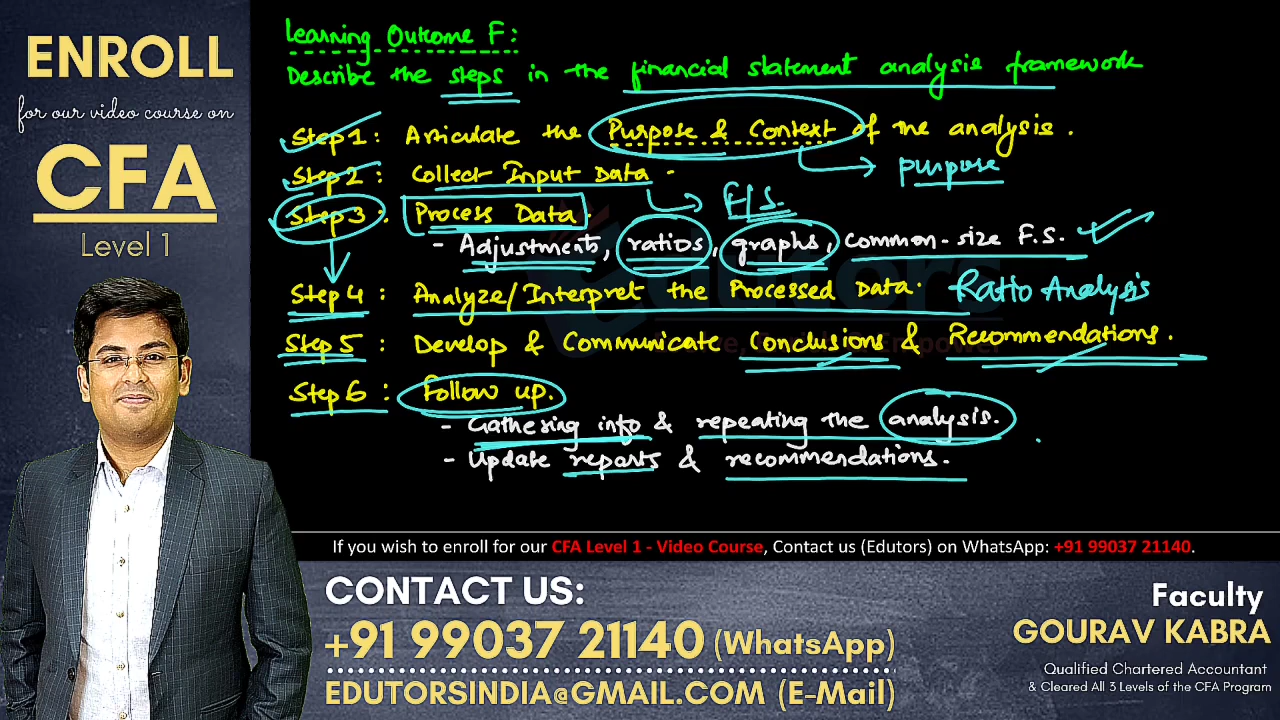 ENROLL
for our video course on
CFA
Level 1
Learning Outcome F:
Describe the steps in the financial statement analysis framework
Step 1: Articulate the Purpose & Context of the analysis.
purpose
Step 2: Collect Input Data.
F/S.
Step 3: Process Data.
- Adjustments, ratios, graphs, common-size F.S.
Step 4: Analyze/Interpret the Processed Data. Ratio Analysis
Step 5: Develop & Communicate Conclusions & Recommendations.
Step 6: Follow up.
- Gathering info & repeating the analysis.
- Update reports & recommendations.
If you wish to enroll for our CFA Level 1 - Video Course, Contact us (Edutors) on WhatsApp: +91 99037 21140.
CONTACT US:
+91 99037 21140 (WhatsApp)
EDUTORSINDIA@GMAIL.COM (E-Mail)
Faculty
GOURAV KABRA
Qualified Chartered Accountant
& Cleared All 3 Levels of the CFA Program